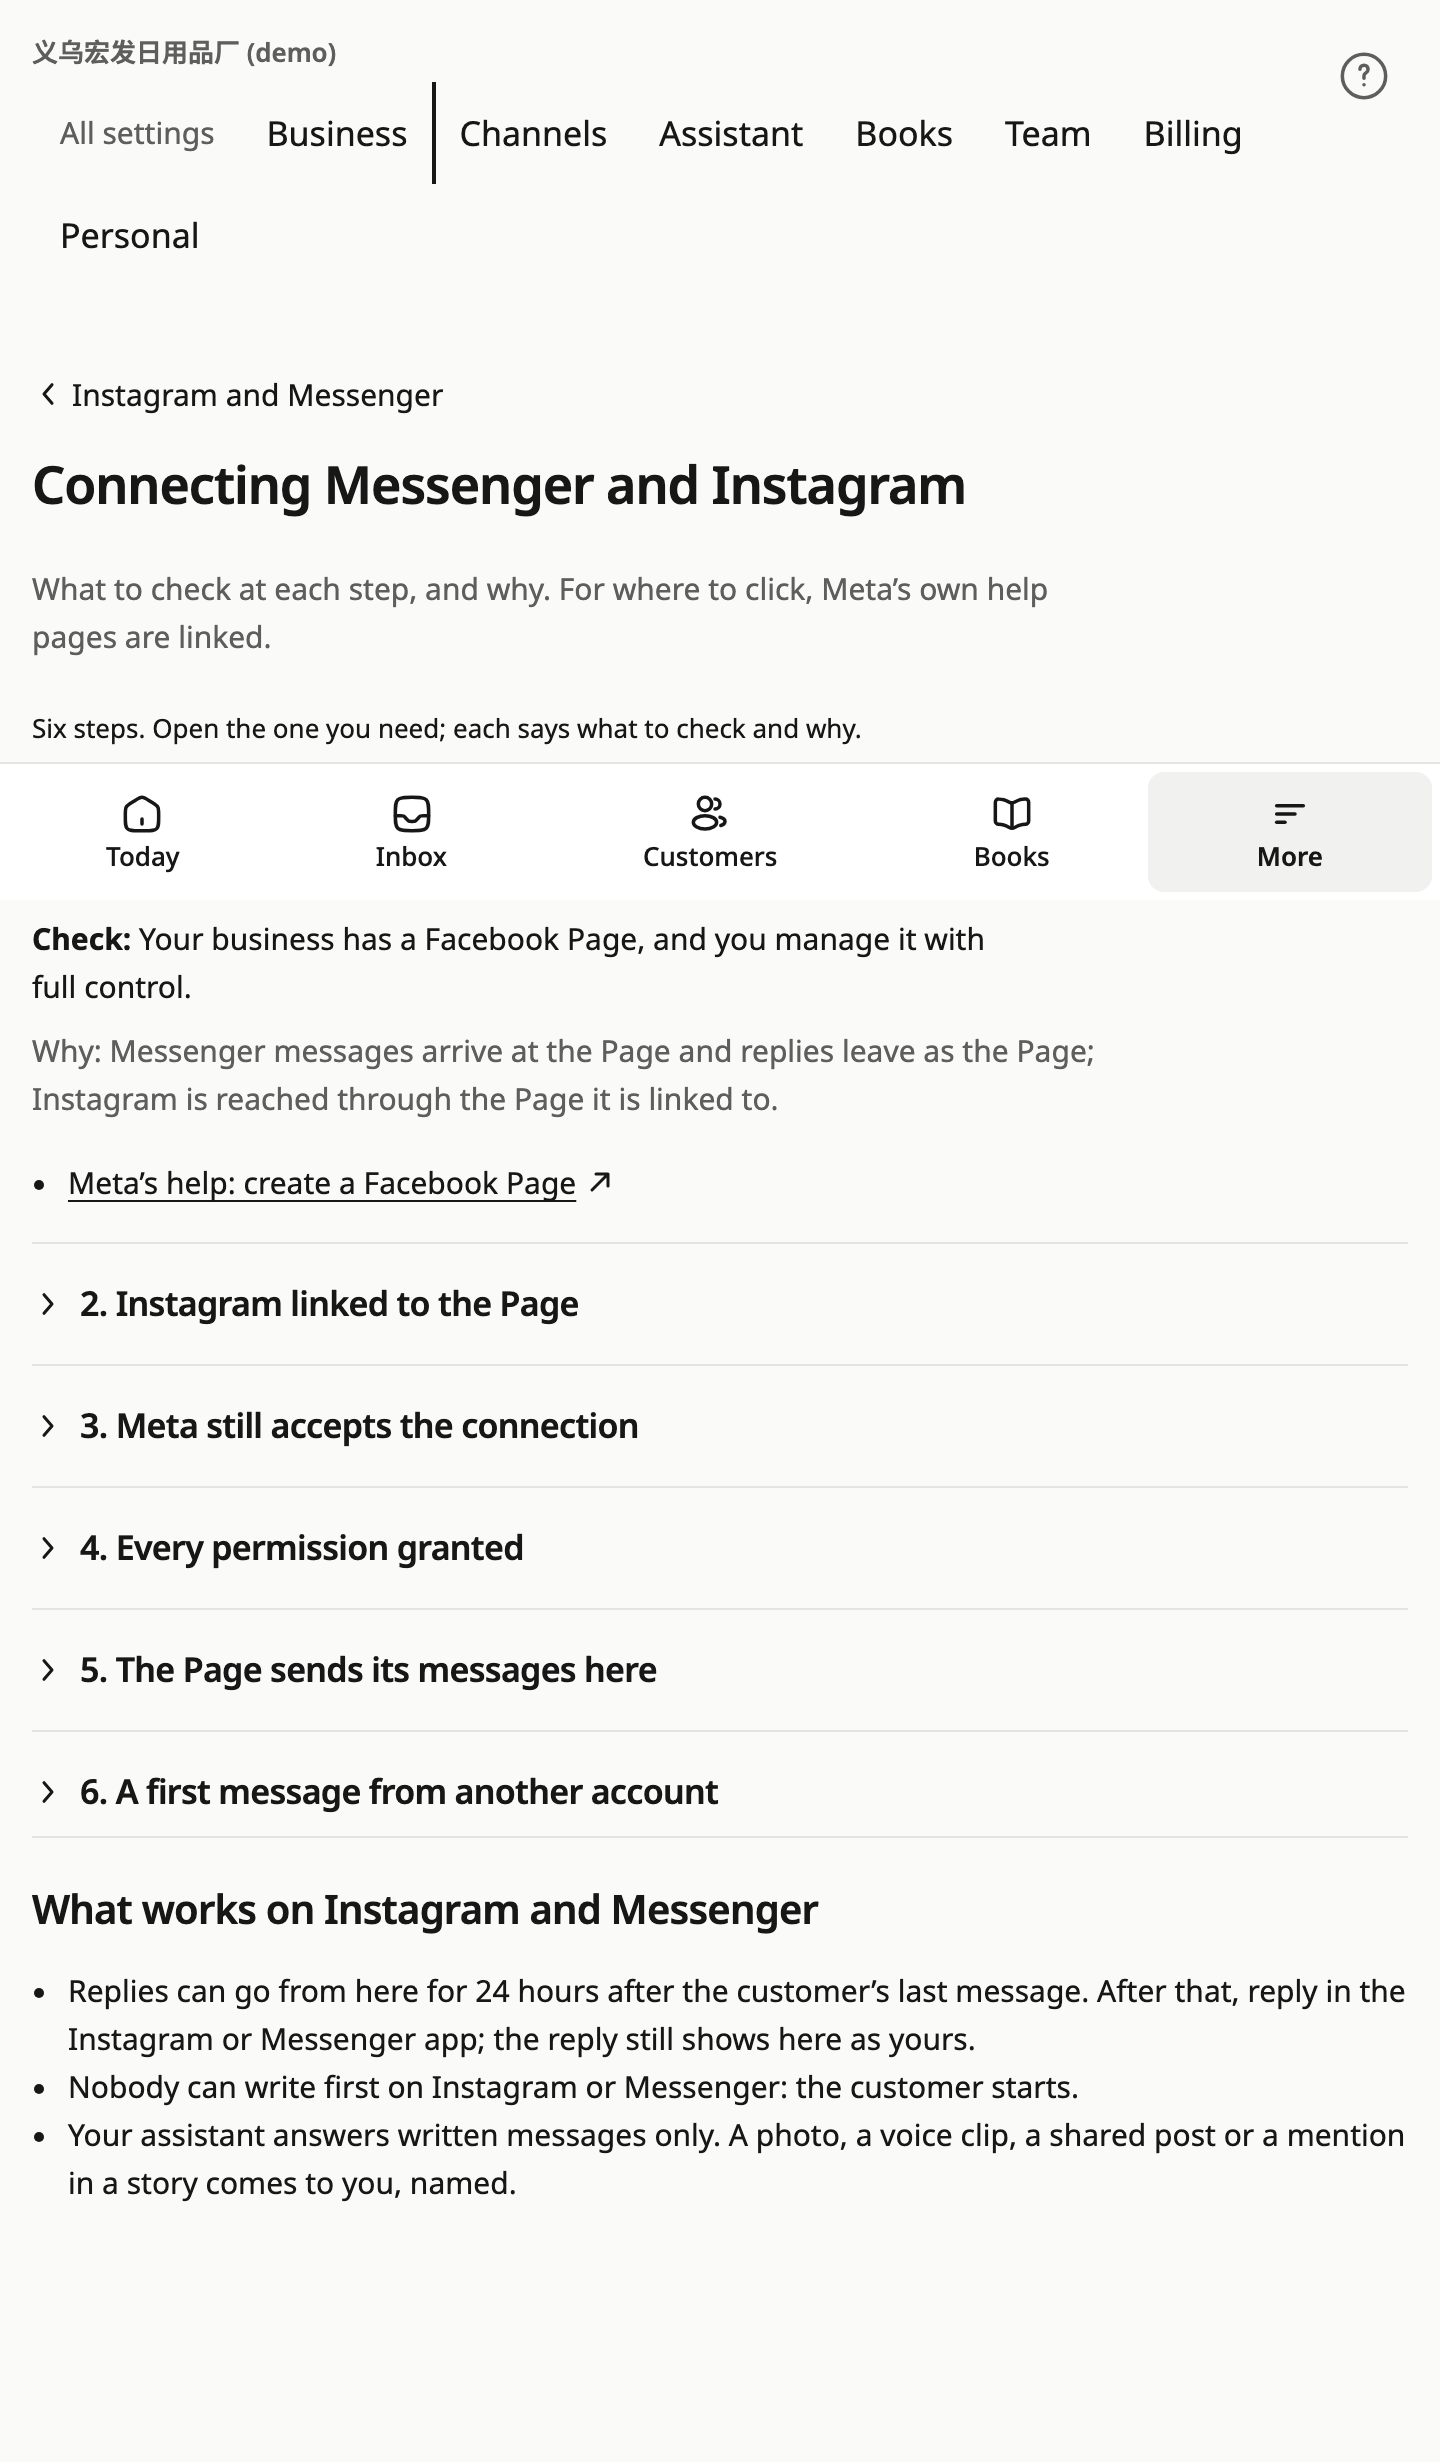 义乌宏发日用品厂 (demo)
?
All settings
Business
Channels
Assistant
Books
Team
Billing
Personal
Instagram and Messenger
Connecting Messenger and Instagram
What to check at each step, and why. For where to click, Meta’s own help
pages are linked.
Six steps. Open the one you need; each says what to check and why.
Today
Inbox
Customers
Books
More
Check: Your business has a Facebook Page, and you manage it with
full control.
Why: Messenger messages arrive at the Page and replies leave as the Page;
Instagram is reached through the Page it is linked to.
• Meta’s help: create a Facebook Page ↗
2. Instagram linked to the Page
3. Meta still accepts the connection
4. Every permission granted
5. The Page sends its messages here
6. A first message from another account
What works on Instagram and Messenger
• Replies can go from here for 24 hours after the customer’s last message. After that, reply in the
Instagram or Messenger app; the reply still shows here as yours.
• Nobody can write first on Instagram or Messenger: the customer starts.
• Your assistant answers written messages only. A photo, a voice clip, a shared post or a mention
in a story comes to you, named.